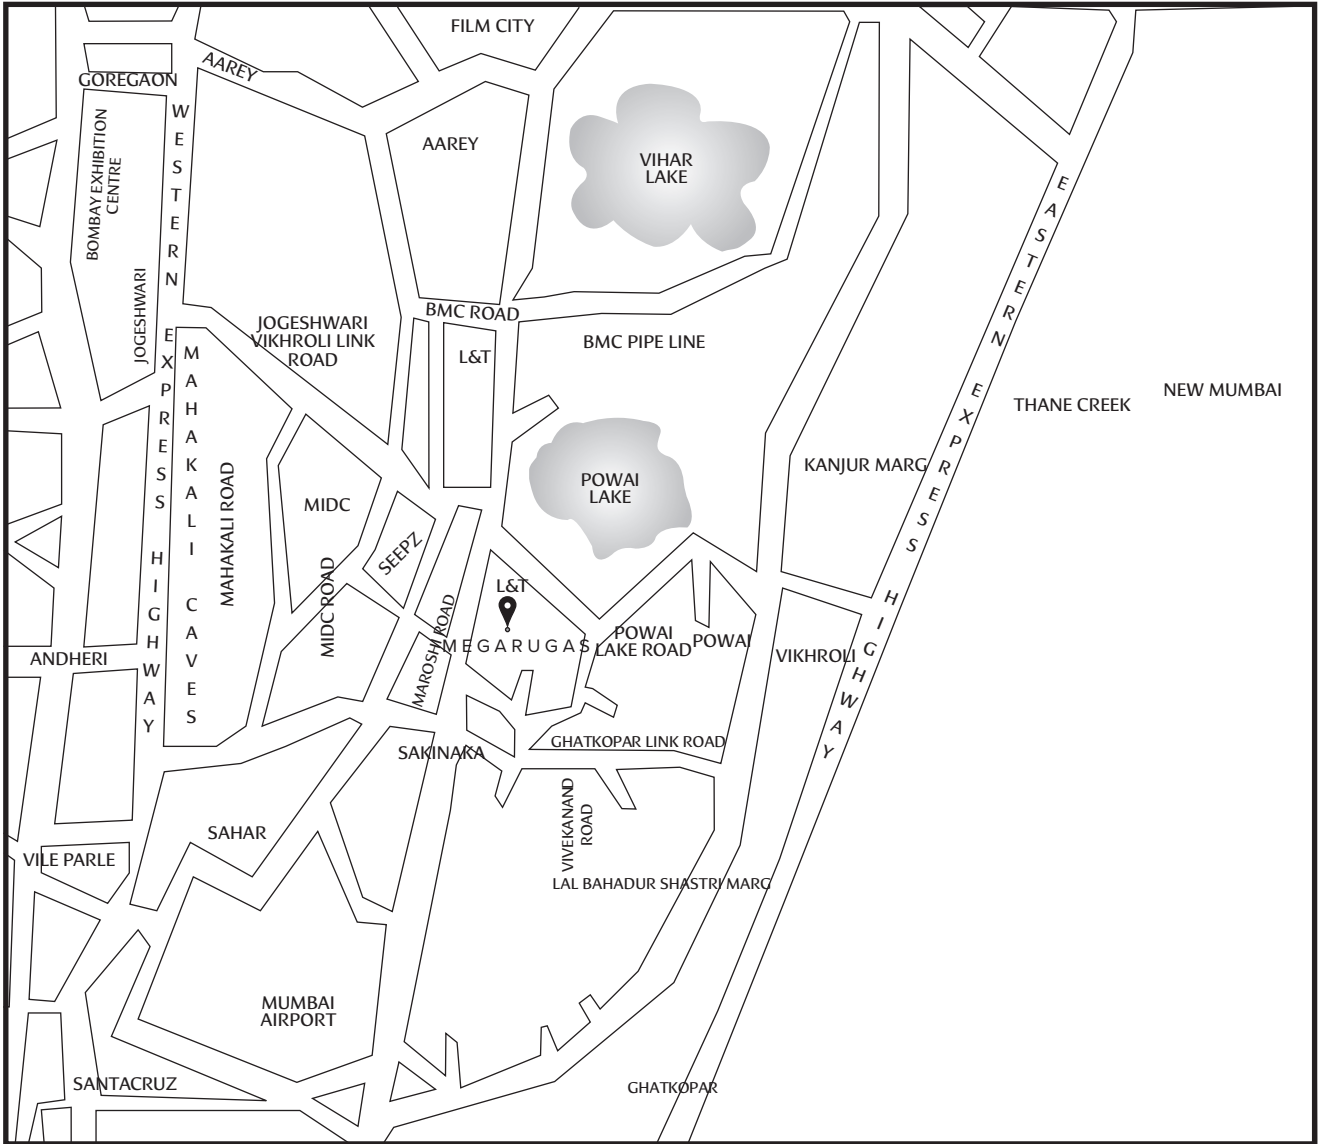 FILM CITY
AAREY
GOREGAON
WESTERN EXPRESS HIGHWAY
BOMBAY EXHIBITION
CENTRE
AAREY
VIHAR
LAKE
EASTERN EXPRESS HIGHWAY
JOGESHWARI
BMC ROAD
JOGESHWARI
VIKHROLI LINK
ROAD
BMC PIPE LINE
L&T
MAHAKALI CAVES
THANE CREEK
NEW MUMBAI
KANJUR MARG
POWAI
LAKE
MIDC
MAHAKALI ROAD
SEEPZ
MIDC ROAD
L&T
MAROSHI ROAD
MEGARUGAS
POWAI
LAKE ROAD
POWAI
VIKHROLI
ANDHERI
SAKINAKA
GHATKOPAR LINK ROAD
VIVEKANAND
ROAD
SAHAR
VILE PARLE
LAL BAHADUR SHASTRI MARG
MUMBAI
AIRPORT
SANTACRUZ
GHATKOPAR